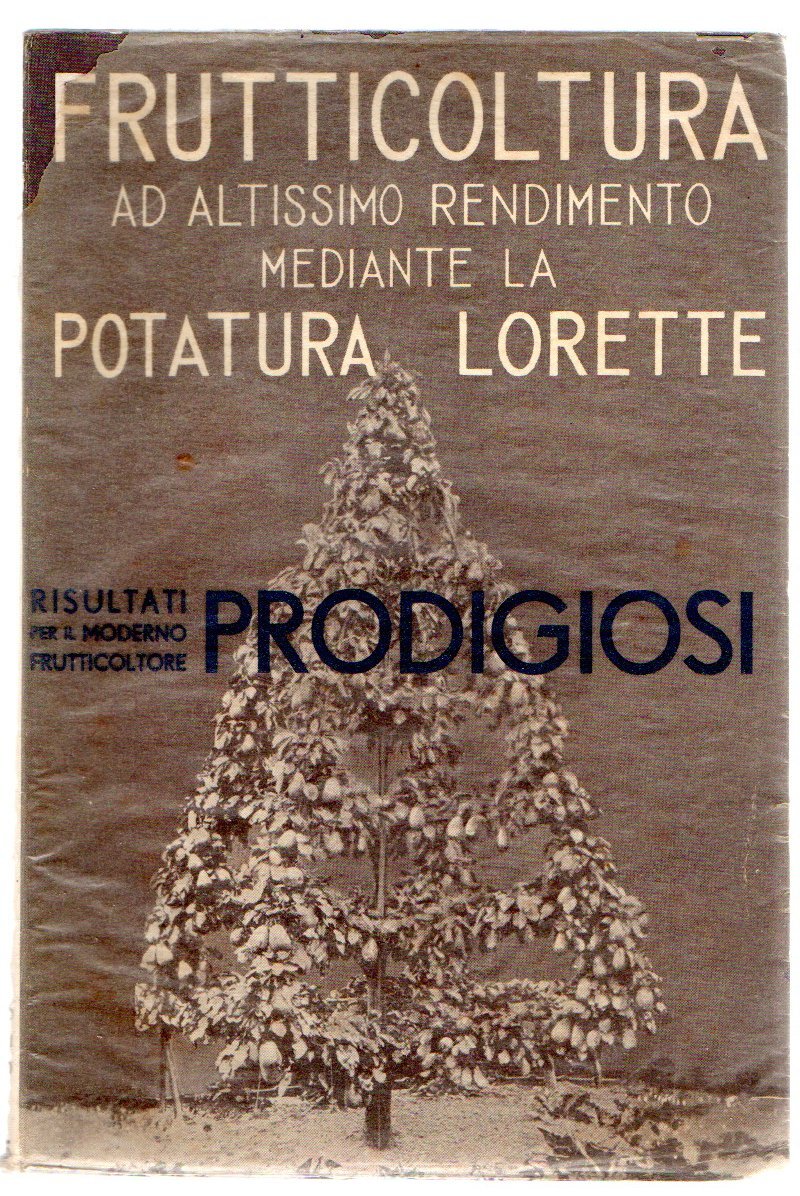 FRUTTICOLTURA
AD ALTISSIMO RENDIMENTO
MEDIANTE LA
POTATURA LORETTE
RISULTATI
PER IL MODERNO
FRUTTICOLTORE
PRODIGIOSI